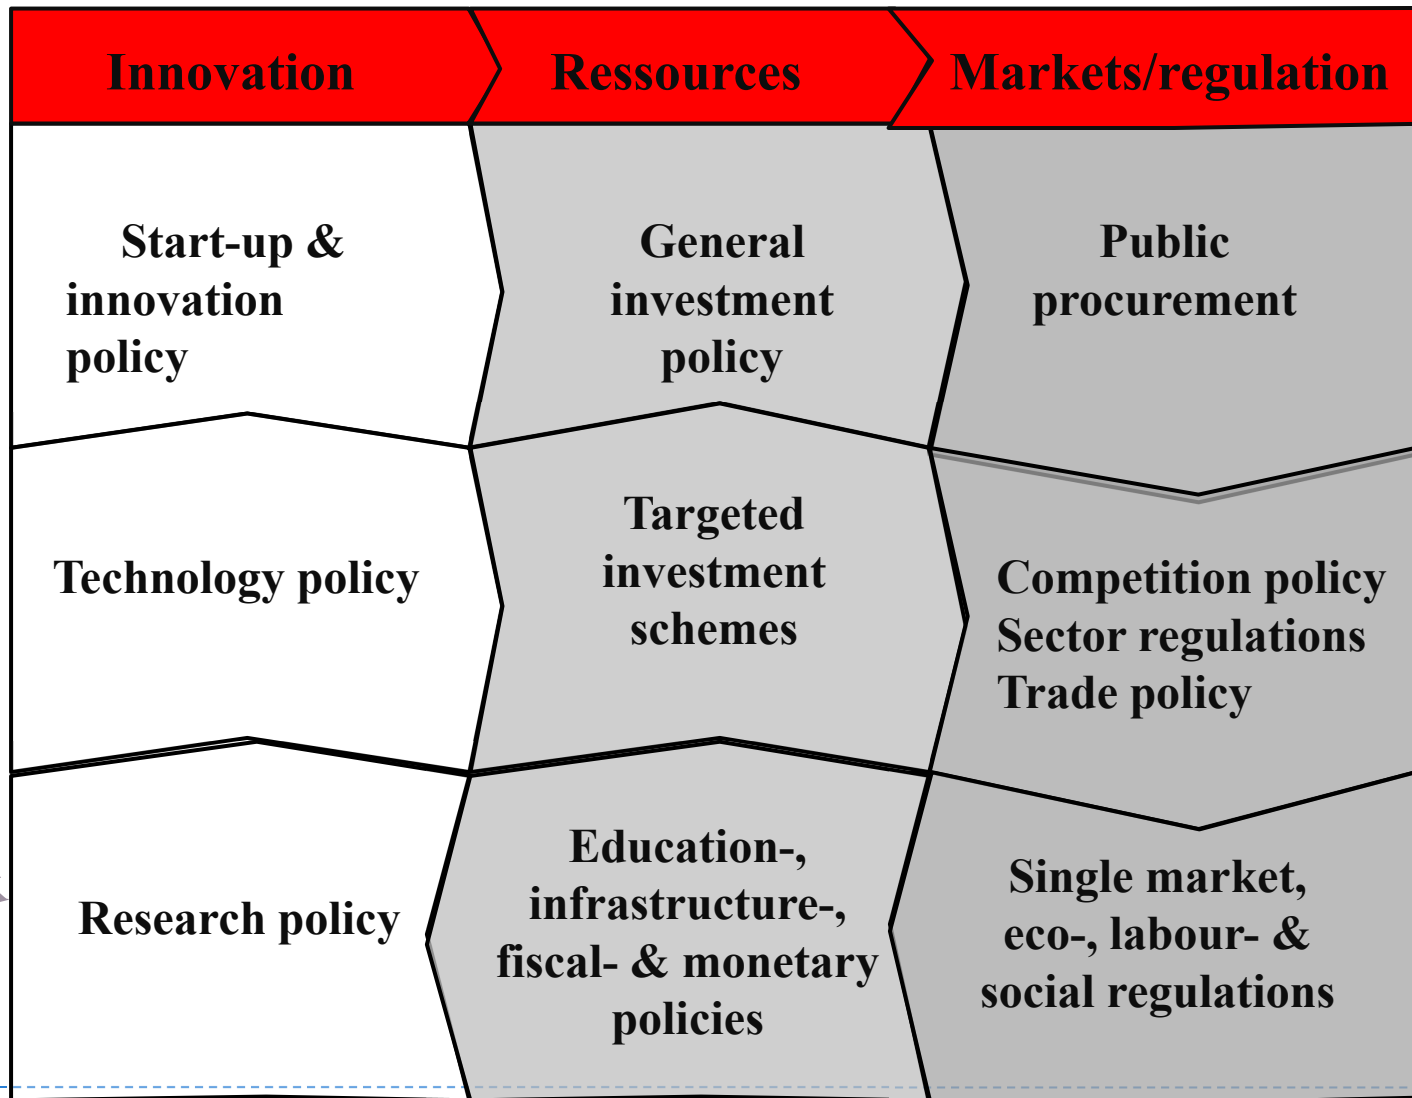 Innovation
Ressources
Markets/regulation
Start-up &
innovation
policy
General
investment
policy
Public
procurement
Technology policy
Targeted
investment
schemes
Competition policy
Sector regulations
Trade policy
Research policy
Education-,
infrastructure-,
fiscal- & monetary
policies
Single market,
eco-, labour- &
social regulations